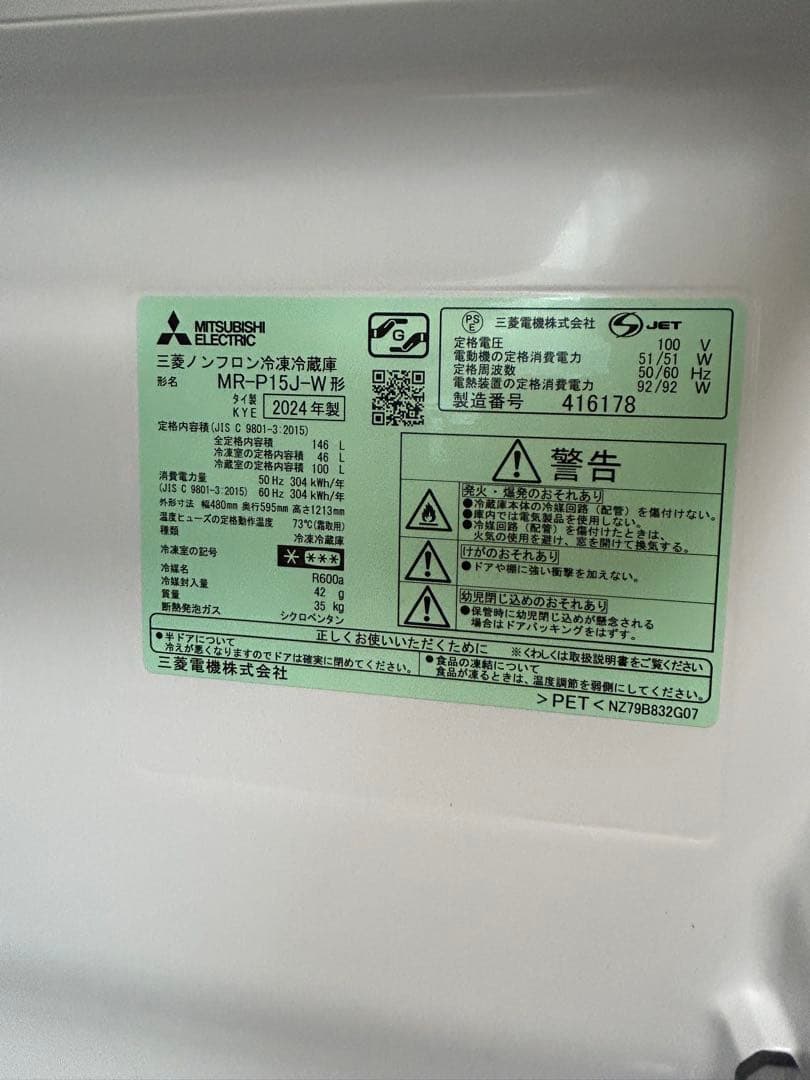 MITSUBISHI
ELECTRIC
三菱ノンフロン冷凍冷蔵庫
形名 MR-P15J-W形
タイ製
KYE 2024年製
定格内容積(JIS C 9801-3:2015)
全定格内容積 146 L
冷凍室の定格内容積 46 L
冷蔵室の定格内容積 100 L
消費電力量 50 Hz 304 kWh/年
(JIS C 9801-3:2015) 60 Hz 304 kWh/年
外形寸法 幅480mm 奥行595mm 高さ1213mm
温度ヒューズの定格動作温度 73℃(霜取用)
種類 冷凍冷蔵庫
冷凍室の記号 * ***
冷媒名 R600a
冷媒封入量 42 g
質量 35 kg
断熱発泡ガス シクロペンタン
G
PS
E
三菱電機株式会社
S JET
定格電圧 100 V
電動機の定格消費電力 51/51 W
定格周波数 50/60 Hz
電熱装置の定格消費電力 92/92 W
製造番号 416178
警告
発火・爆発のおそれあり
●冷蔵庫本体の冷媒回路(配管)を傷付けない。
●庫内では電気製品を使用しない。
●冷媒回路(配管)を傷付けたときは、
火気の使用を避け、窓を開けて換気する。
けがのおそれあり
●ドアや棚に強い衝撃を加えない。
幼児閉じ込めのおそれあり
●保管時に幼児閉じ込めが懸念される
場合はドアパッキングをはずす。
正しくお使いいただくために ※くわしくは取扱説明書をご覧ください
●半ドアについて
冷えが悪くなりますのでドアは確実に閉めてください。
●食品の凍結について
食品が凍るときは、温度調節を弱側にしてください。
三菱電機株式会社
>PET< NZ79B832G07